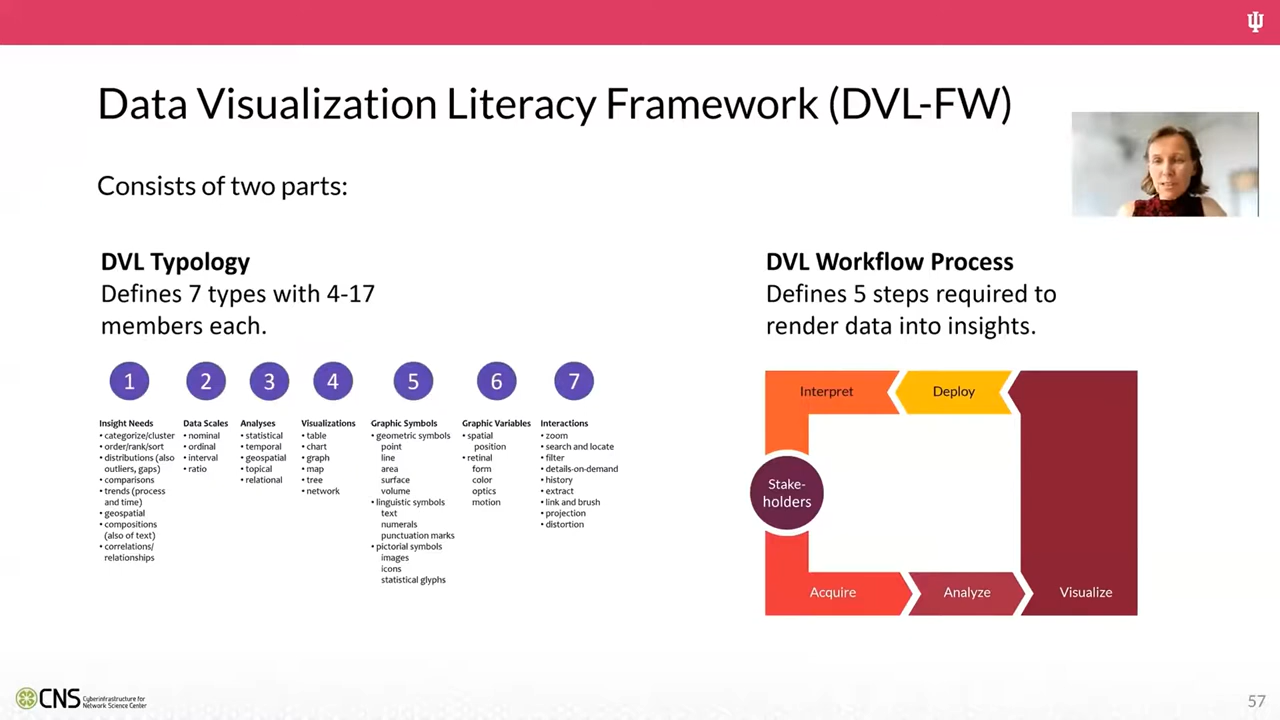 Data Visualization Literacy Framework (DVL-FW)
Consists of two parts:
DVL Typology
Defines 7 types with 4-17
members each.
1
Insight Needs
• categorize/cluster
• order/rank/sort
• distributions (also
outliers, gaps)
• comparisons
• trends (process
and time)
• geospatial
• compositions
(also of text)
• correlations/
relationships
2
Data Scales
• nominal
• ordinal
• interval
• ratio
3
Analyses
• statistical
• temporal
• geospatial
• topical
• relational
4
Visualizations
• table
• chart
• graph
• map
• tree
• network
5
Graphic Symbols
• geometric symbols
point
line
area
surface
volume
• linguistic symbols
text
numerals
punctuation marks
• pictorial symbols
images
icons
statistical glyphs
6
Graphic Variables
• spatial
position
• retinal
form
color
optics
motion
7
Interactions
• zoom
• search and locate
• filter
• details-on-demand
• history
• extract
• link and brush
• projection
• distortion
DVL Workflow Process
Defines 5 steps required to
render data into insights.
Interpret
Deploy
Stake-
holders
Acquire
Analyze
Visualize
CNS
Cyberinfrastructure for
Network Science Center
57